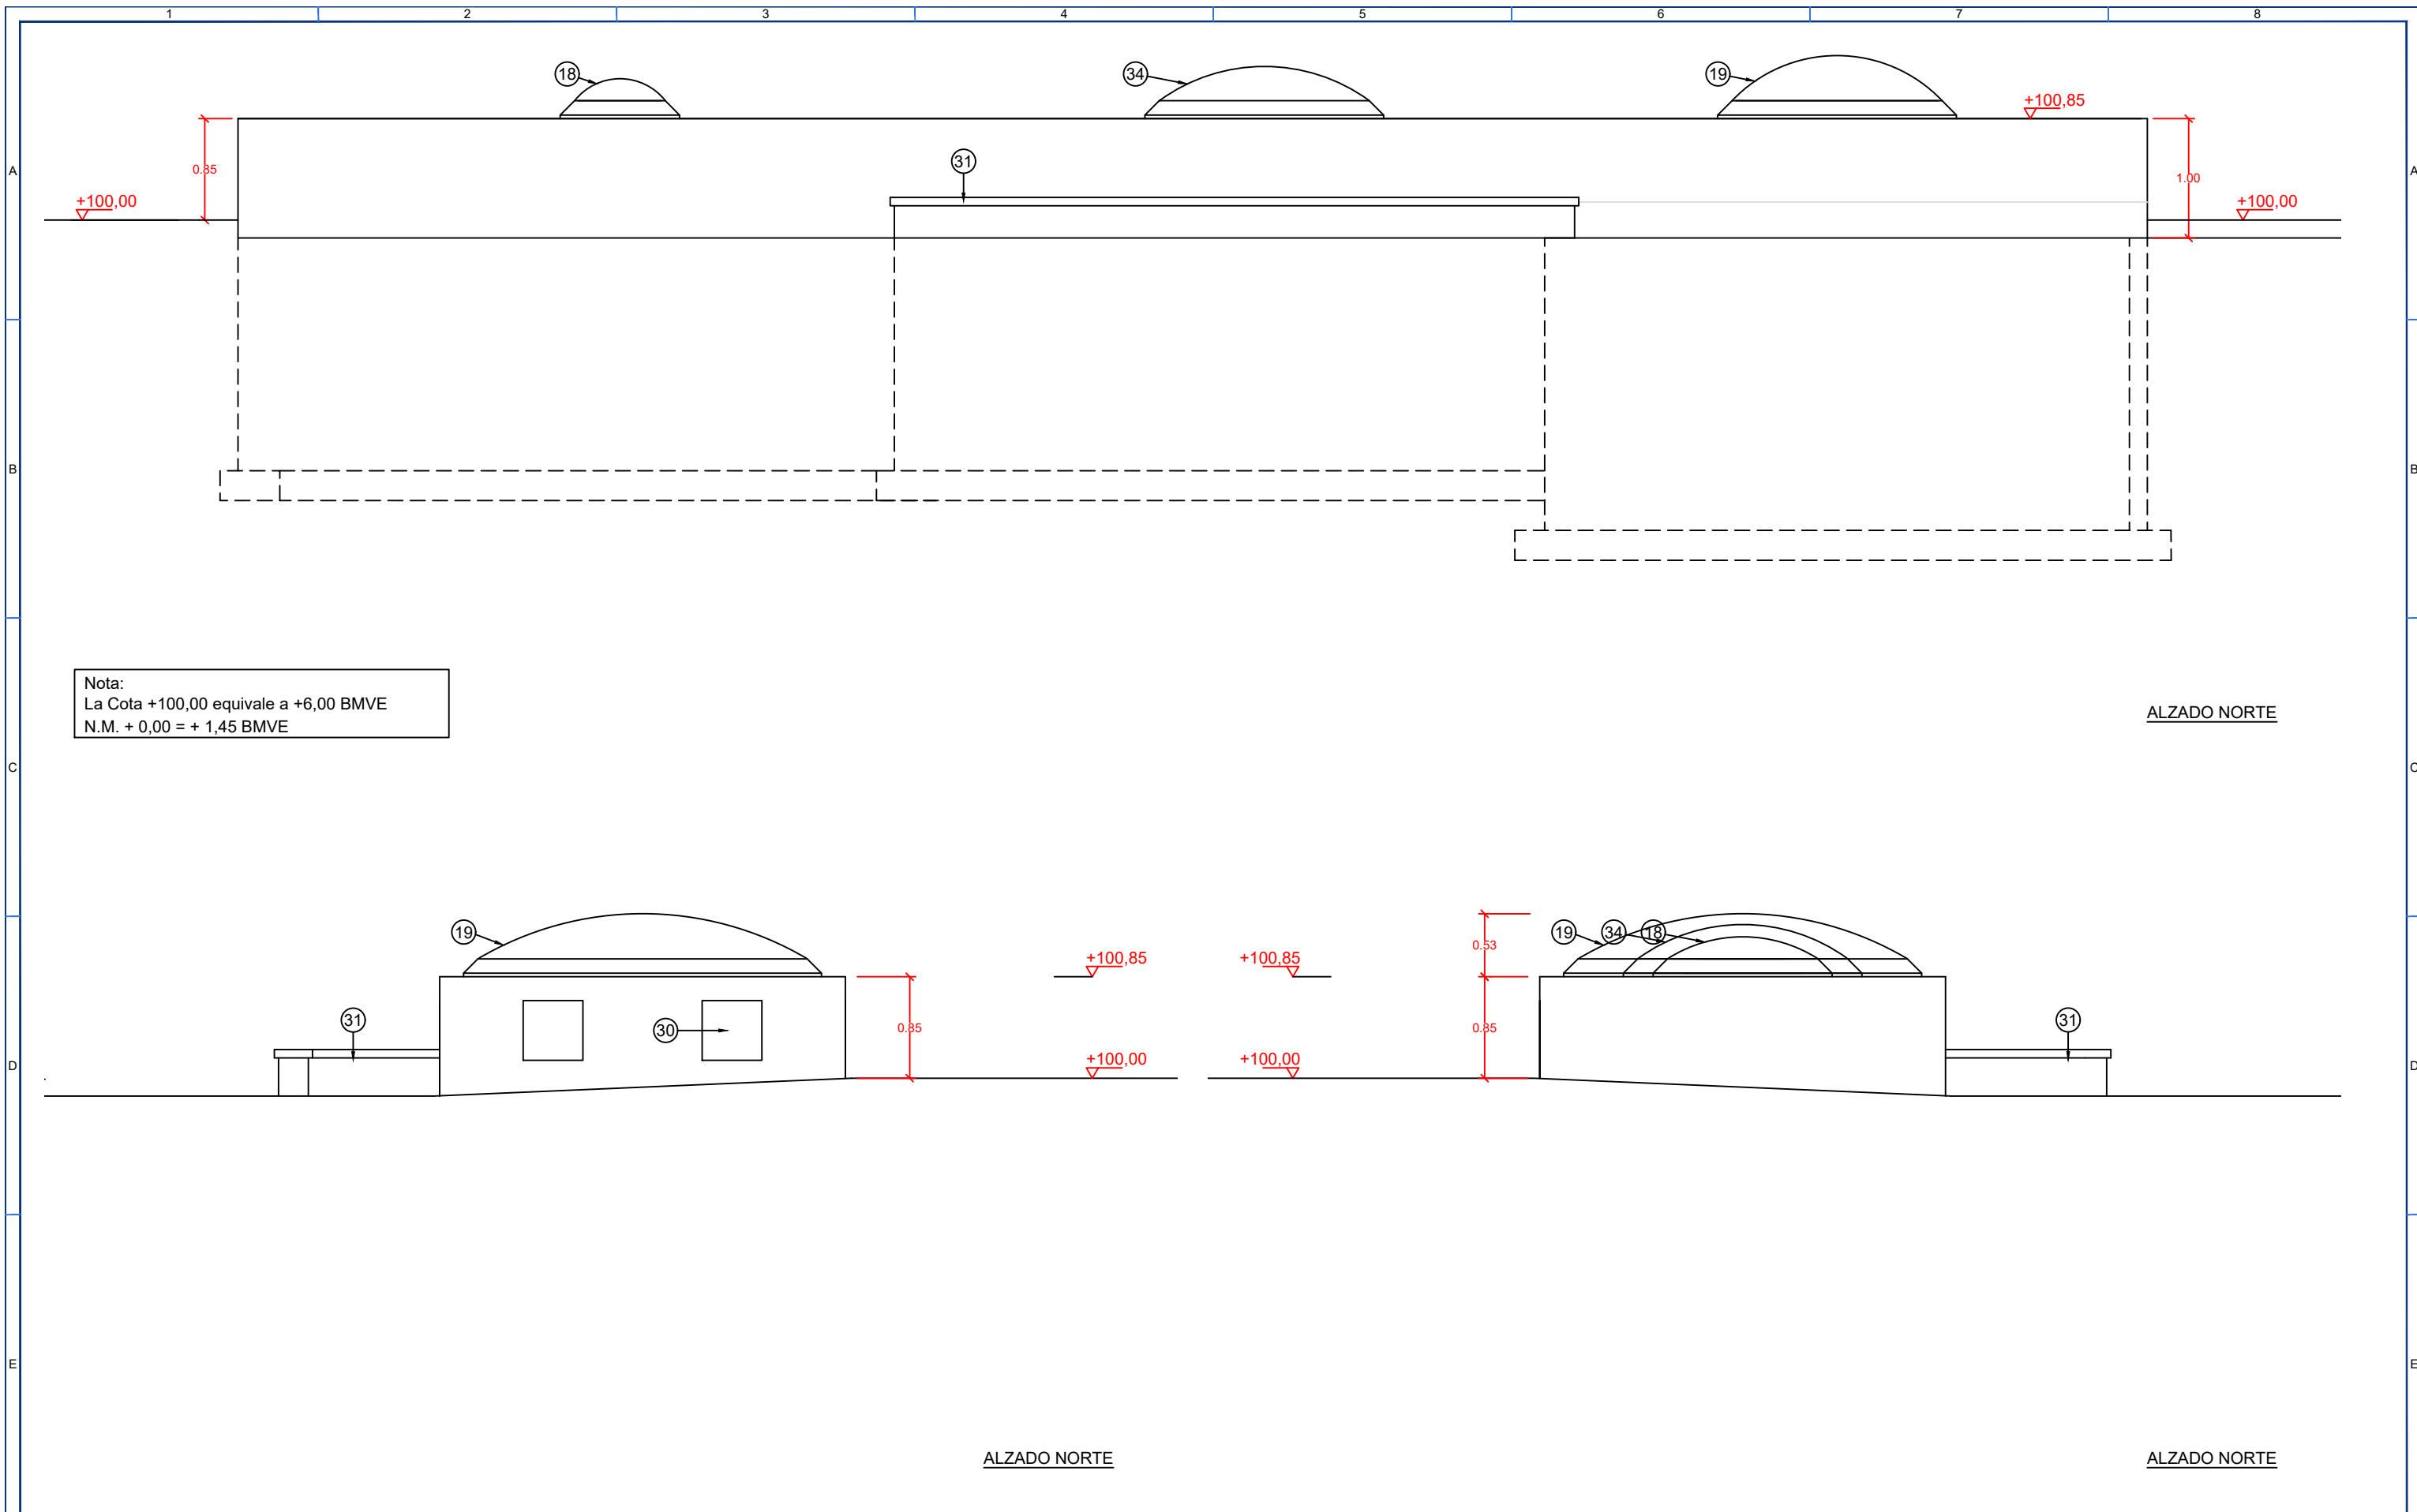 1 2 3 4 5 6 7 8
18 34 19
+100,85
A A
31
0.85 1.00
+100,00 +100,00
B B
Nota:
La Cota +100,00 equivale a +6,00 BMVE
N.M. + 0,00 = + 1,45 BMVE
ALZADO NORTE
C C
19 19 34 18
0.53
+100,85 +100,85
31 30 0.85 0.85 31
+100,00 +100,00
D D
E E
ALZADO NORTE ALZADO NORTE